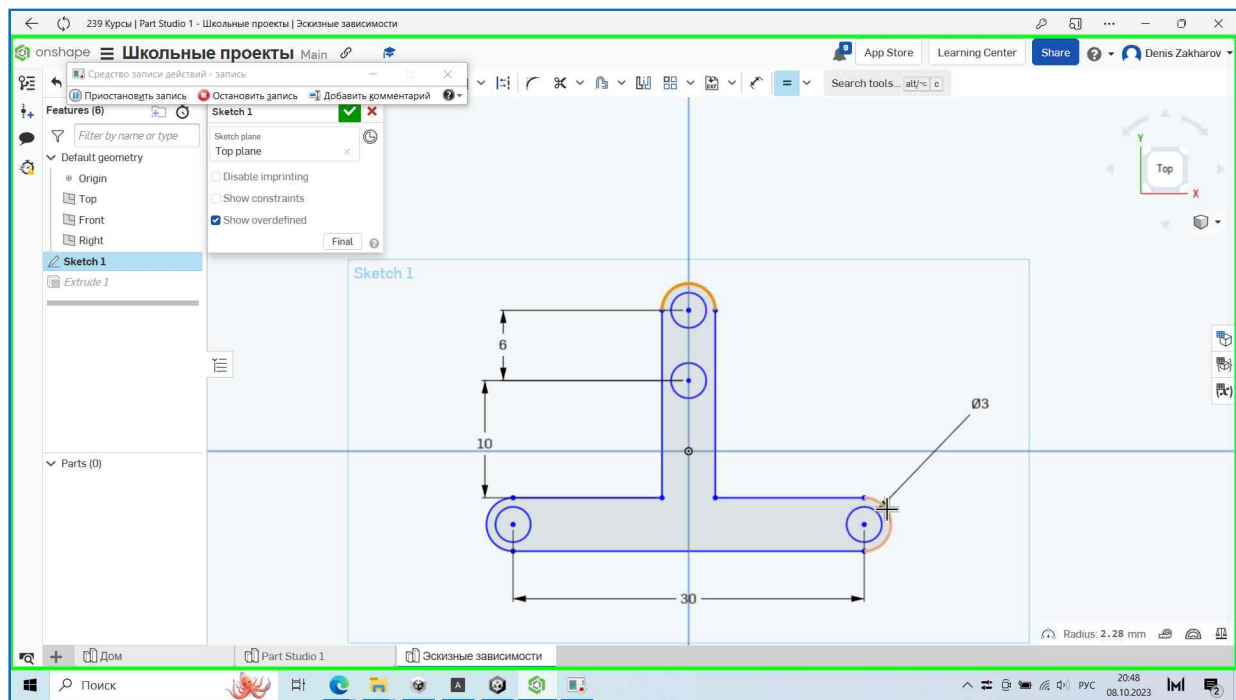 239 Курсы | Part Studio 1 - Школьные проекты | Эскизные зависимости
onshape Школьные проекты Main
9
App Store
Learning Center
Share
Denis Zakharov
Средство записи действий - запись
Приостановить запись Остановить запись Добавить комментарий
Search tools... alt/⌥ c
Features (6)
Filter by name or type
Default geometry
Origin
Top
Front
Right
Sketch 1
Extrude 1
Parts (0)
Sketch 1
Sketch plane
Top plane
Disable imprinting
Show constraints
Show overdefined
Final
Y
Top
X
Sketch 1
6
10
Ø3
30
(x)
Radius: 2.28 mm
Дом
Part Studio 1
Эскизные зависимости
Поиск
РУС
20:48
08.10.2023
2